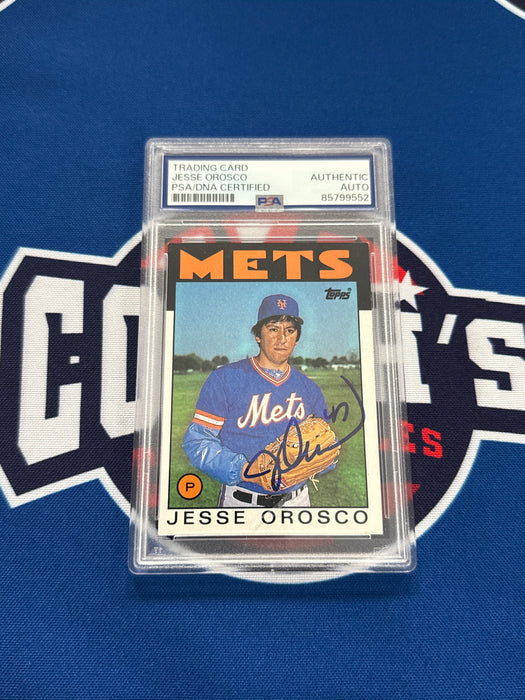 TRADING CARD
JESSE OROSCO AUTHENTIC
PSA/DNA CERTIFIED PSA AUTO
85799552
METS
Topps
Mets
P
JESSE OROSCO